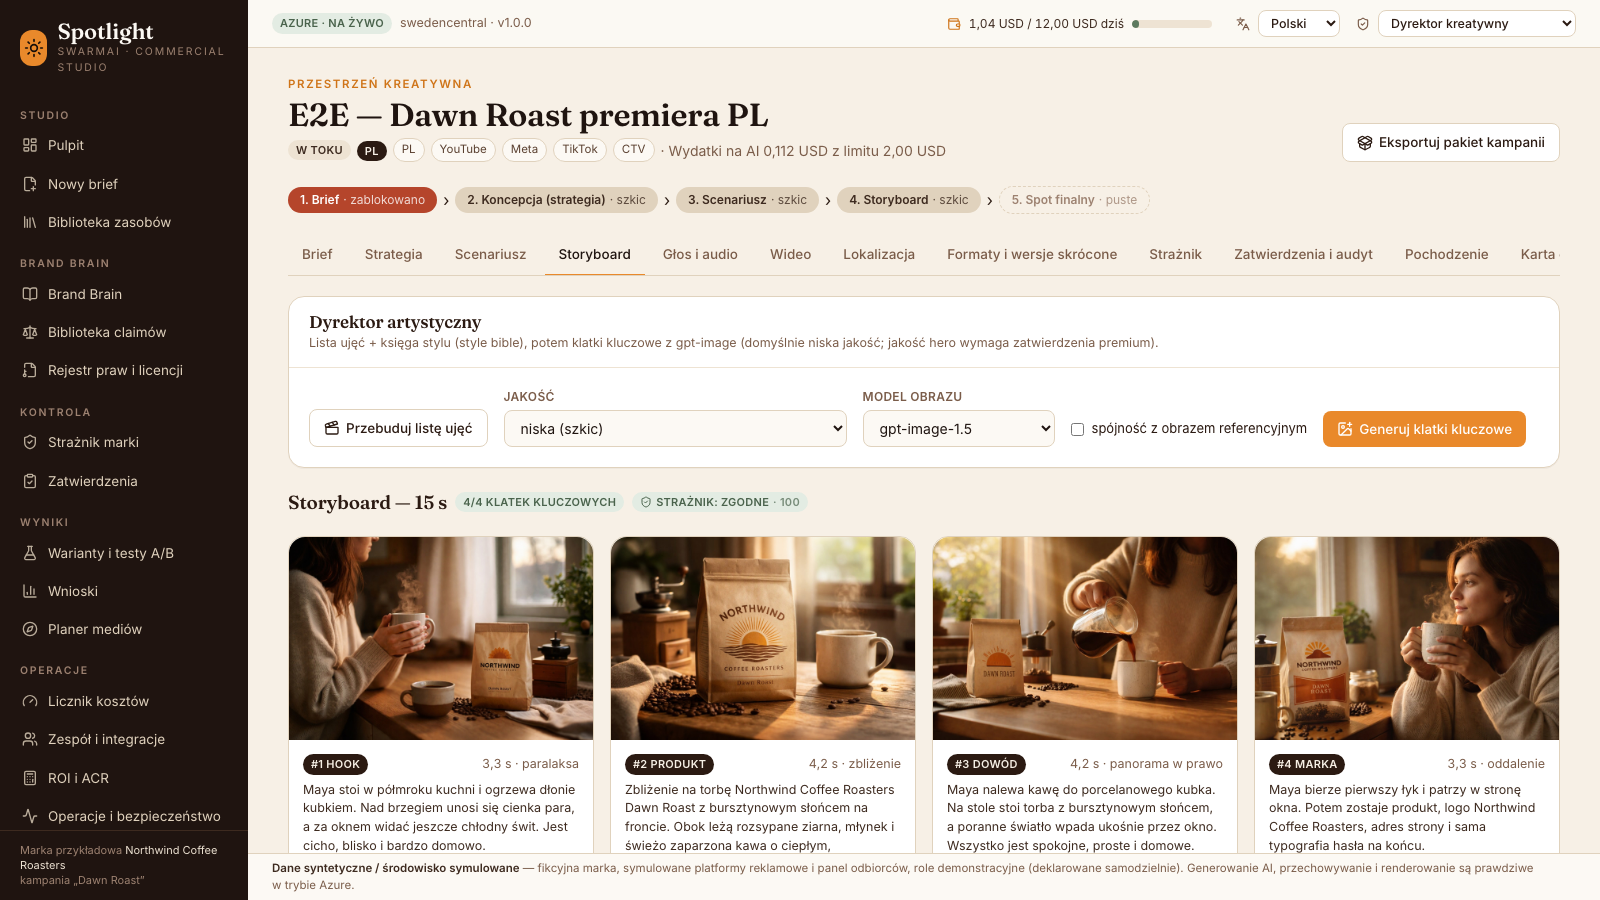 Spotlight
SWARMAI · COMMERCIAL
STUDIO
STUDIO
Pulpit
Nowy brief
Biblioteka zasobów
BRAND BRAIN
Brand Brain
Biblioteka claimów
Rejestr praw i licencji
KONTROLA
Strażnik marki
Zatwierdzenia
WYNIKI
Warianty i testy A/B
Wnioski
Planer mediów
OPERACJE
Licznik kosztów
Zespół i integracje
ROI i ACR
Operacje i bezpieczeństwo
Marka przykładowa Northwind Coffee
Roasters
kampania „Dawn Roast”
AZURE · NA ŻYWO
swedencentral · v1.0.0
1,04 USD / 12,00 USD dziś
Polski
Dyrektor kreatywny
PRZESTRZEŃ KREATYWNA
E2E — Dawn Roast premiera PL
W TOKU PL PL YouTube Meta TikTok CTV · Wydatki na AI 0,112 USD z limitu 2,00 USD
Eksportuj pakiet kampanii
1. Brief · zablokowano › 2. Koncepcja (strategia) · szkic › 3. Scenariusz · szkic › 4. Storyboard · szkic › 5. Spot finalny · puste
Brief Strategia Scenariusz Storyboard Głos i audio Wideo Lokalizacja Formaty i wersje skrócone Strażnik Zatwierdzenia i audyt Pochodzenie Karta
Dyrektor artystyczny
Lista ujęć + księga stylu (style bible), potem klatki kluczowe z gpt-image (domyślnie niska jakość; jakość hero wymaga zatwierdzenia premium).
JAKOŚĆ
MODEL OBRAZU
Przebuduj listę ujęć
niska (szkic)
gpt-image-1.5
spójność z obrazem referencyjnym
Generuj klatki kluczowe
Storyboard — 15 s 4/4 KLATEK KLUCZOWYCH STRAŻNIK: ZGODNE · 100
NORTHWIND
NORTHWIND
COFFEE ROASTERS
Dawn Roast
DAWN ROAST
NORTHWIND
DAWN
ROAST
#1 HOOK
3,3 s · paralaksa
Maya stoi w półmroku kuchni i ogrzewa dłonie
kubkiem. Nad brzegiem unosi się cienka para,
a za oknem widać jeszcze chłodny świt. Jest
cicho, blisko i bardzo domowo.
#2 PRODUKT
4,2 s · zbliżenie
Zbliżenie na torbę Northwind Coffee Roasters
Dawn Roast z bursztynowym słońcem na
froncie. Obok leżą rozsypane ziarna, młynek i
świeżo zaparzona kawa o ciepłym,
#3 DOWÓD
4,2 s · panorama w prawo
Maya nalewa kawę do porcelanowego kubka.
Na stole stoi torba z bursztynowym słońcem,
a poranne światło wpada ukośnie przez okno.
Wszystko jest spokojne, proste i domowe.
#4 MARKA
3,3 s · oddalenie
Maya bierze pierwszy łyk i patrzy w stronę
okna. Potem zostaje produkt, logo Northwind
Coffee Roasters, adres strony i sama
typografia hasła na końcu.
Dane syntetyczne / środowisko symulowane — fikcyjna marka, symulowane platformy reklamowe i panel odbiorców, role demonstracyjne (deklarowane samodzielnie). Generowanie AI, przechowywanie i renderowanie są prawdziwe
w trybie Azure.